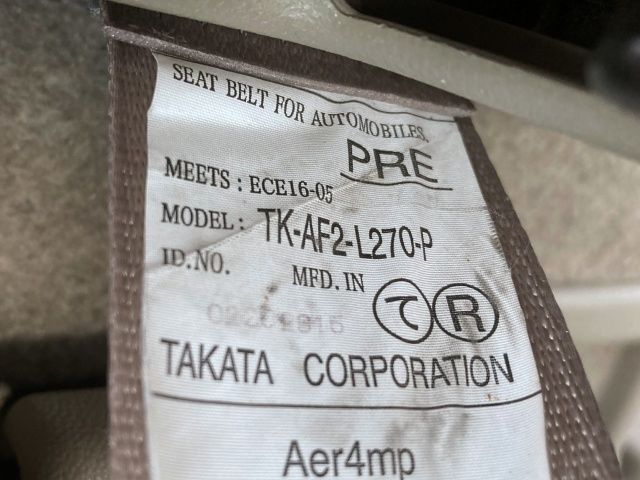 SEAT BELT FOR AUTOMOBILES.
PRE
MEETS : ECE16-05
MODEL : TK-AF2-L270-P
ID.NO. MFD. IN
て R
TAKATA CORPORATION
Aer4mp